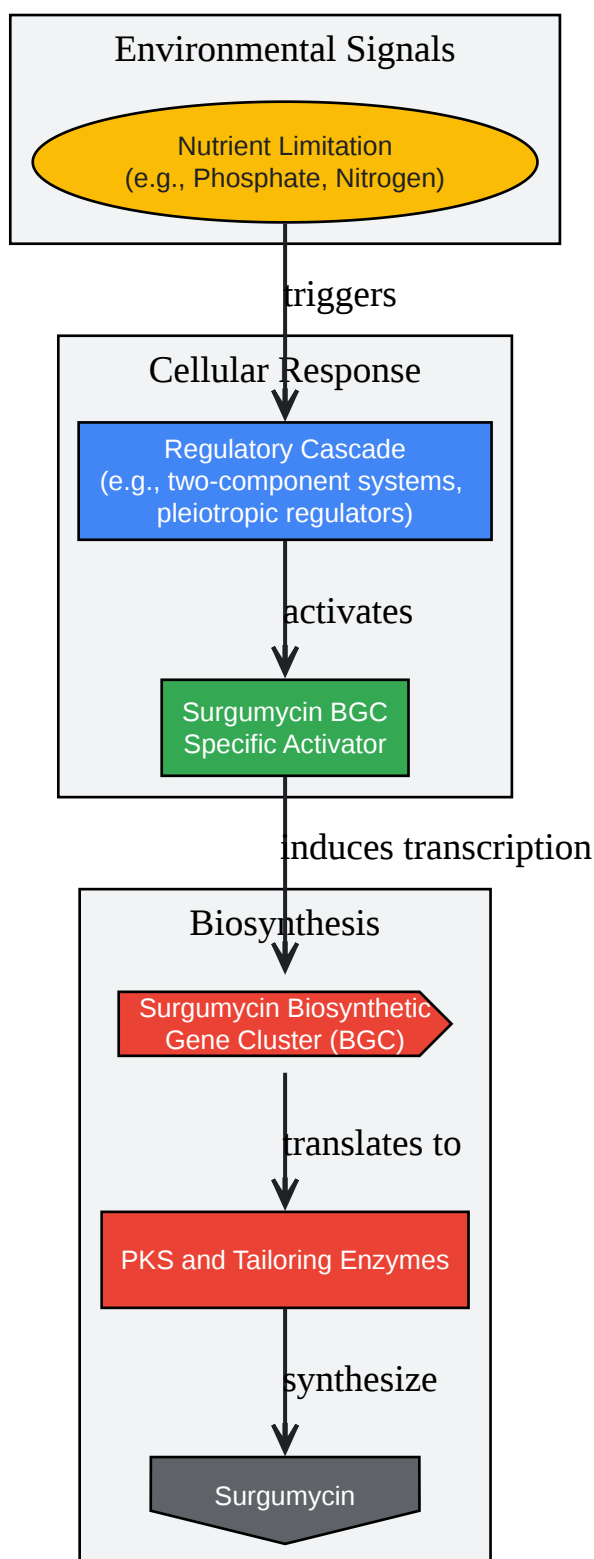 Environmental Signals
Nutrient Limitation
(e.g., Phosphate, Nitrogen)
triggers
Cellular Response
Regulatory Cascade
(e.g., two-component systems,
pleiotropic regulators)
activates
Surgumycin BGC
Specific Activator
induces transcription
Biosynthesis
Surgumycin Biosynthetic
Gene Cluster (BGC)
translates to
PKS and Tailoring Enzymes
synthesize
Surgumycin